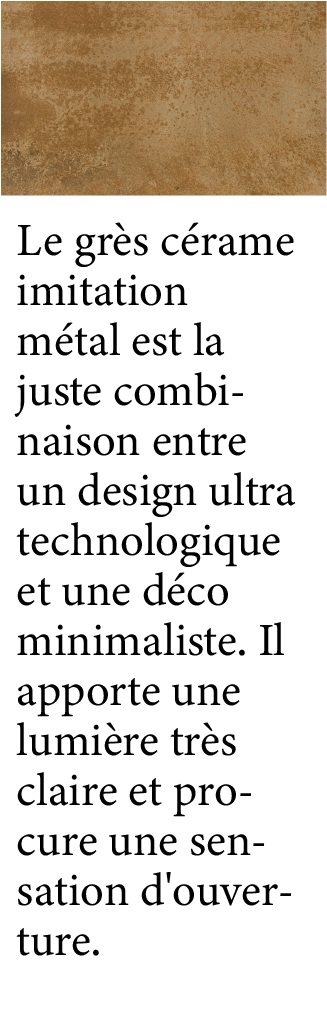 Le grès cérame
imitation
métal est la
juste combi-
naison entre
un design ultra
technologique
et une déco
minimaliste. Il
apporte une
lumière très
claire et pro-
cure une sen-
sation d'ouver-
ture.